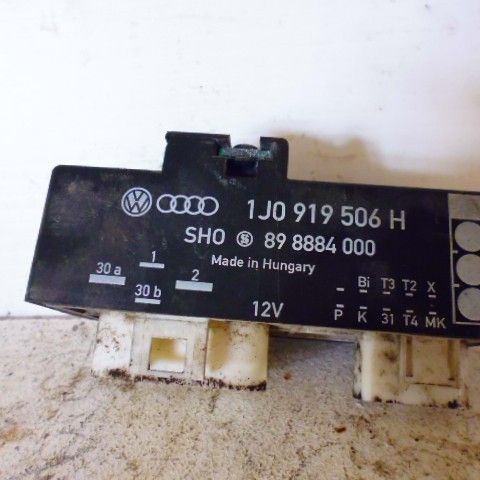 1J0 919 506 H
SHO 89 8884 000
Made in Hungary
30 a 1 2
30 b
12V
Bi T3 T2 X
P K 31 T4 MK